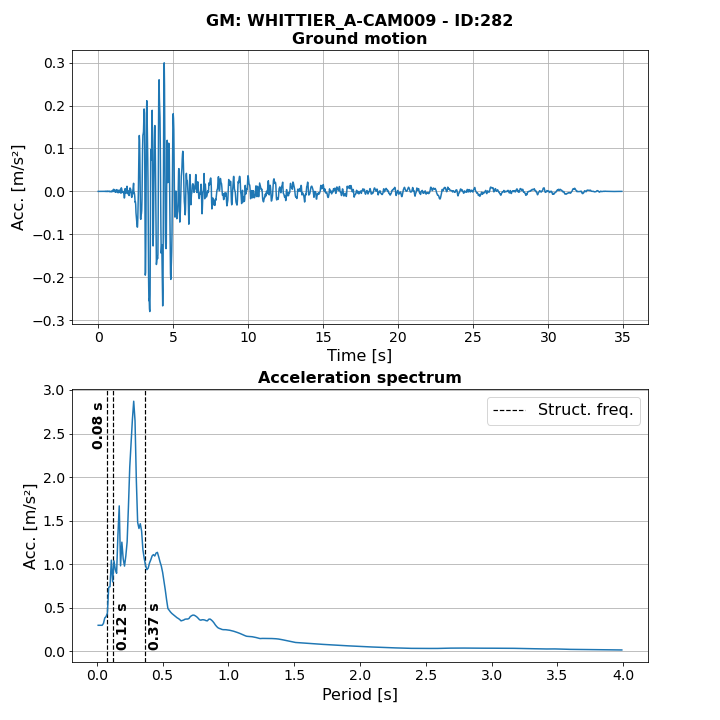 GM: WHITTIER_A-CAM009 - ID:282
Ground motion
0.3
0.2
0.1
0.0
−0.1
−0.2
−0.3
Acc. [m/s²]
0 5 10 15 20 25 30 35
Time [s]
Acceleration spectrum
3.0
2.5
2.0
1.5
1.0
0.5
0.0
Acc. [m/s²]
0.08 s
0.12 s
0.37 s
Struct. freq.
0.0 0.5 1.0 1.5 2.0 2.5 3.0 3.5 4.0
Period [s]